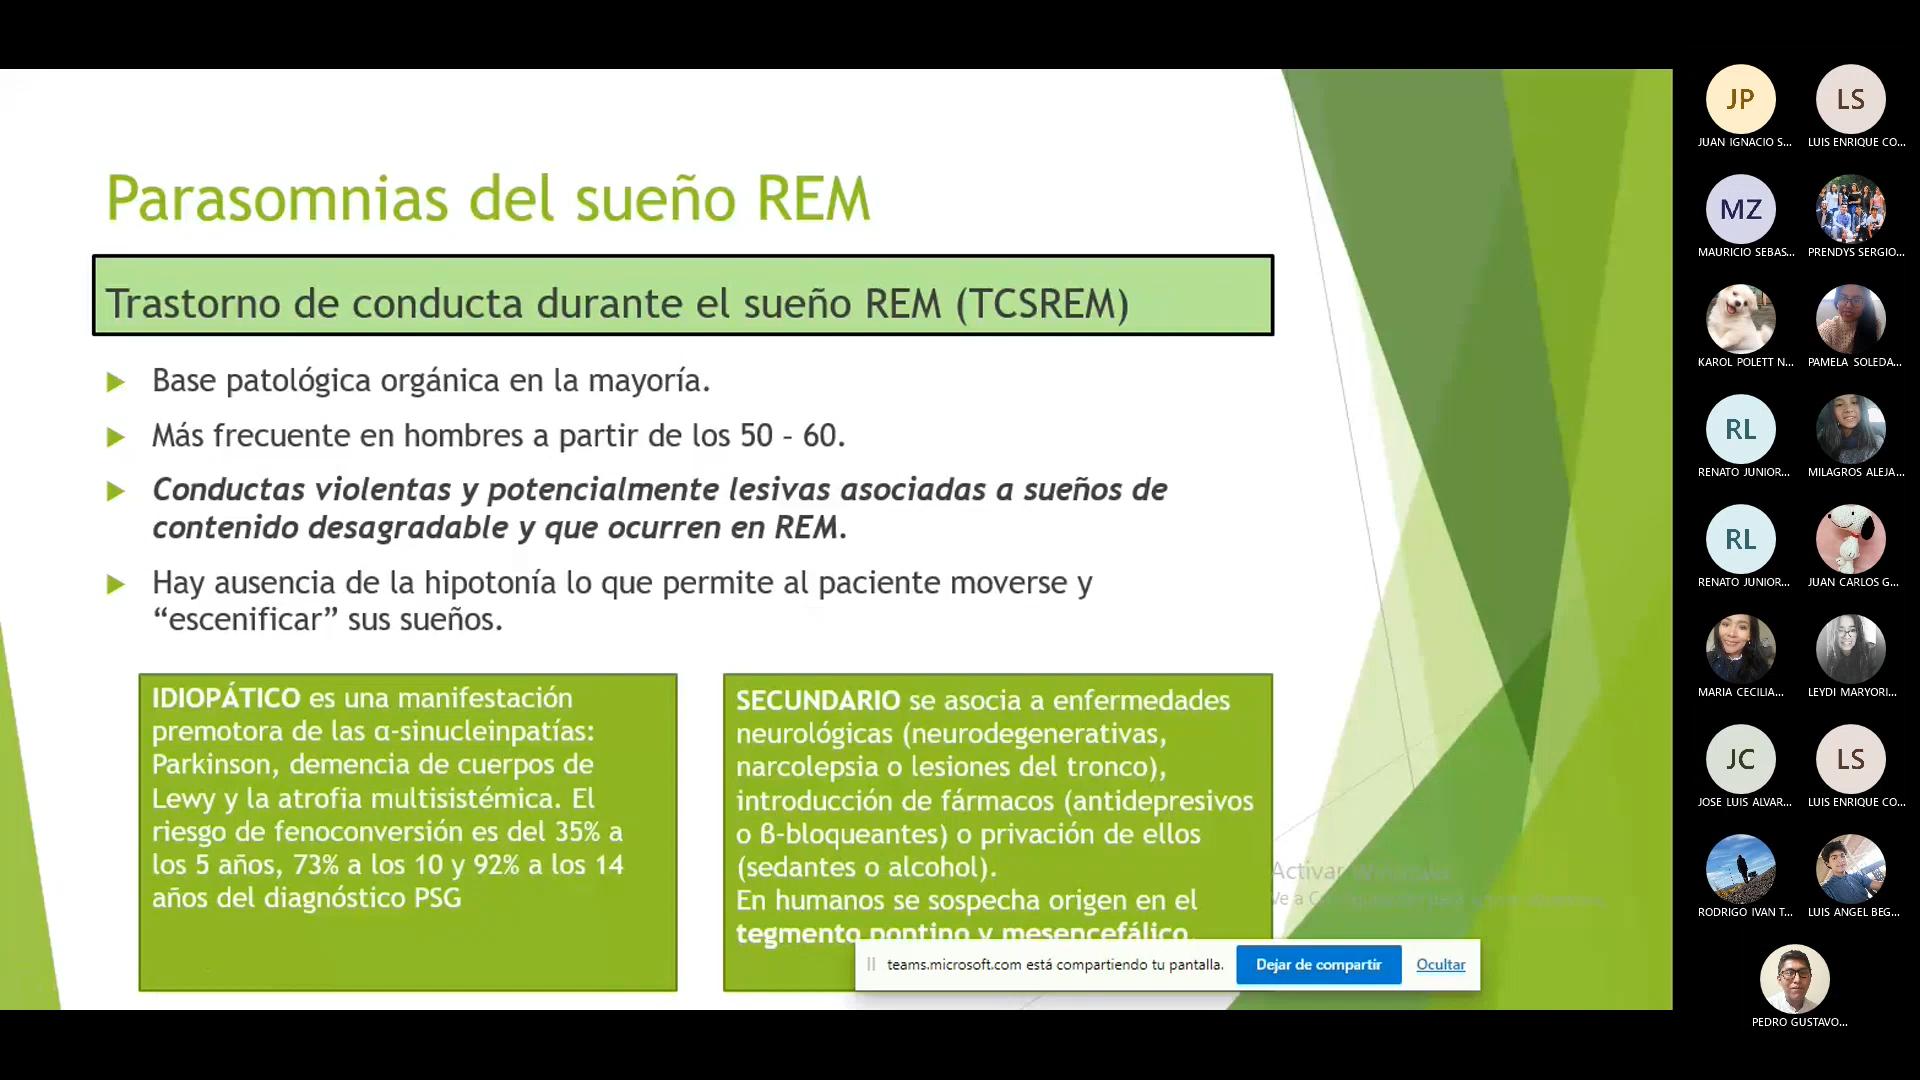 Parasomnias del sueño REM
Trastorno de conducta durante el sueño REM (TCSREM)
Base patológica orgánica en la mayoría.
Más frecuente en hombres a partir de los 50 – 60.
Conductas violentas y potencialmente lesivas asociadas a sueños de
contenido desagradable y que ocurren en REM.
Hay ausencia de la hipotonía lo que permite al paciente moverse y
“escenificar” sus sueños.
IDIOPÁTICO es una manifestación
premotora de las α-sinucleinpatías:
Parkinson, demencia de cuerpos de
Lewy y la atrofia multisistémica. El
riesgo de fenoconversión es del 35% a
los 5 años, 73% a los 10 y 92% a los 14
años del diagnóstico PSG
SECUNDARIO se asocia a enfermedades
neurológicas (neurodegenerativas,
narcolepsia o lesiones del tronco),
introducción de fármacos (antidepresivos
o β-bloqueantes) o privación de ellos
(sedantes o alcohol).
En humanos se sospecha origen en el
tegmento pontino y mesencefálico.
Activar Windows
teams.microsoft.com está compartiendo tu pantalla.
Dejar de compartir
Ocultar
JP
JUAN IGNACIO S...
LS
LUIS ENRIQUE CO...
MZ
MAURICIO SEBAS...
PRENDYS SERGIO...
KAROL POLETT N...
PAMELA SOLEDA...
RL
RENATO JUNIOR...
MILAGROS ALEJA...
RL
RENATO JUNIOR...
JUAN CARLOS G...
MARIA CECILIA...
LEYDI MARYORI...
JC
JOSE LUIS ALVAR...
LS
LUIS ENRIQUE CO...
RODRIGO IVAN T...
LUIS ANGEL BEG...
PEDRO GUSTAVO...